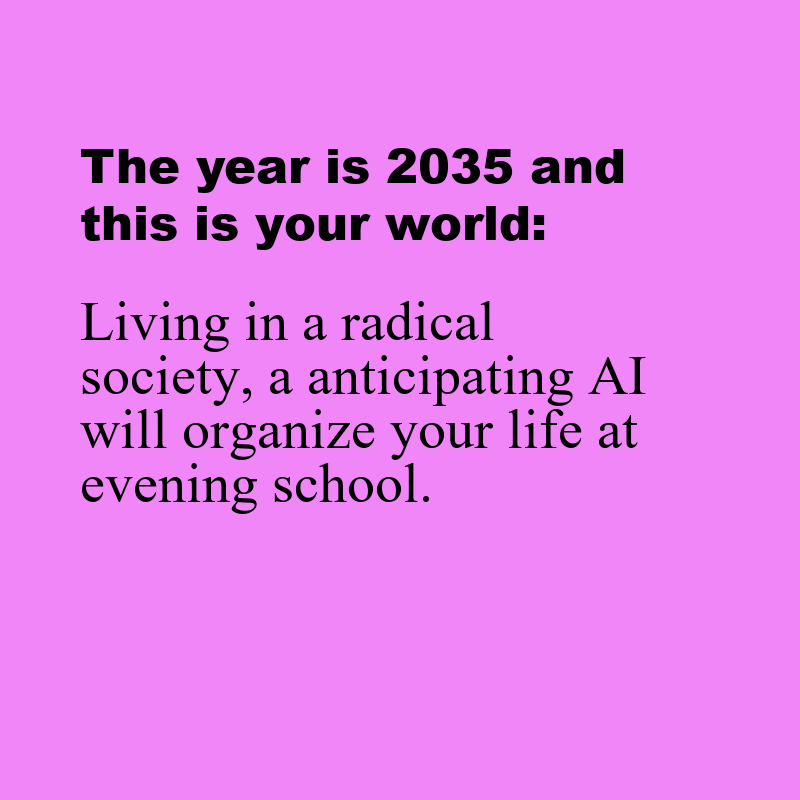 The year is 2035 and
this is your world:
Living in a radical
society, a anticipating AI
will organize your life at
evening school.